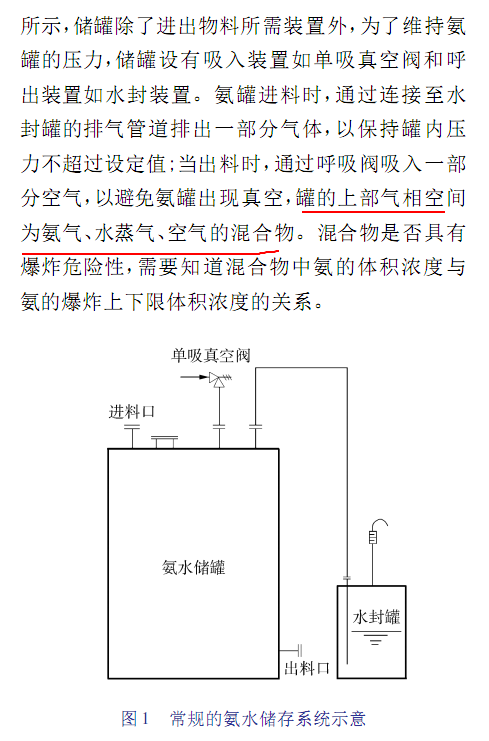 所示,储罐除了进出物料所需装置外,为了维持氨
罐的压力,储罐设有吸入装置如单吸真空阀和呼
出装置如水封装置。氨罐进料时,通过连接至水
封罐的排气管道排出一部分气体,以保持罐内压
力不超过设定值;当出料时,通过呼吸阀吸入一部
分空气,以避免氨罐出现真空,罐的上部气相空间
为氨气、水蒸气、空气的混合物。混合物是否具有
爆炸危险性,需要知道混合物中氨的体积浓度与
氨的爆炸上下限体积浓度的关系。
单吸真空阀
进料口
氨水储罐
水封罐
出料口
图1 常规的氨水储存系统示意